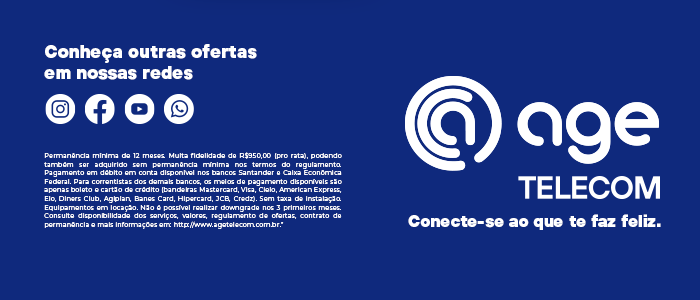 Conheça outras ofertas
em nossas redes
Permanência mínima de 12 meses. Multa fidelidade de R$950,00 (pro rata), podendo
também ser adquirido sem permanência mínima nos termos do regulamento.
Pagamento em débito em conta disponível nos bancos Santander e Caixa Econômica
Federal. Para correntistas dos demais bancos, os meios de pagamento disponíveis são
apenas boleto e cartão de crédito (bandeiras Mastercard, Visa, Cielo, American Express,
Elo, Diners Club, Agiplan, Banes Card, Hipercard, JCB, Credz). Sem taxa de instalação.
Equipamentos em locação. Não é possível realizar downgrade nos 3 primeiros meses.
Consulte disponibilidade dos serviços, valores, regulamento de ofertas, contrato de
permanência e mais informações em: http://www.agetelecom.com.br."
a age
TELECOM
Conecte-se ao que te faz feliz.